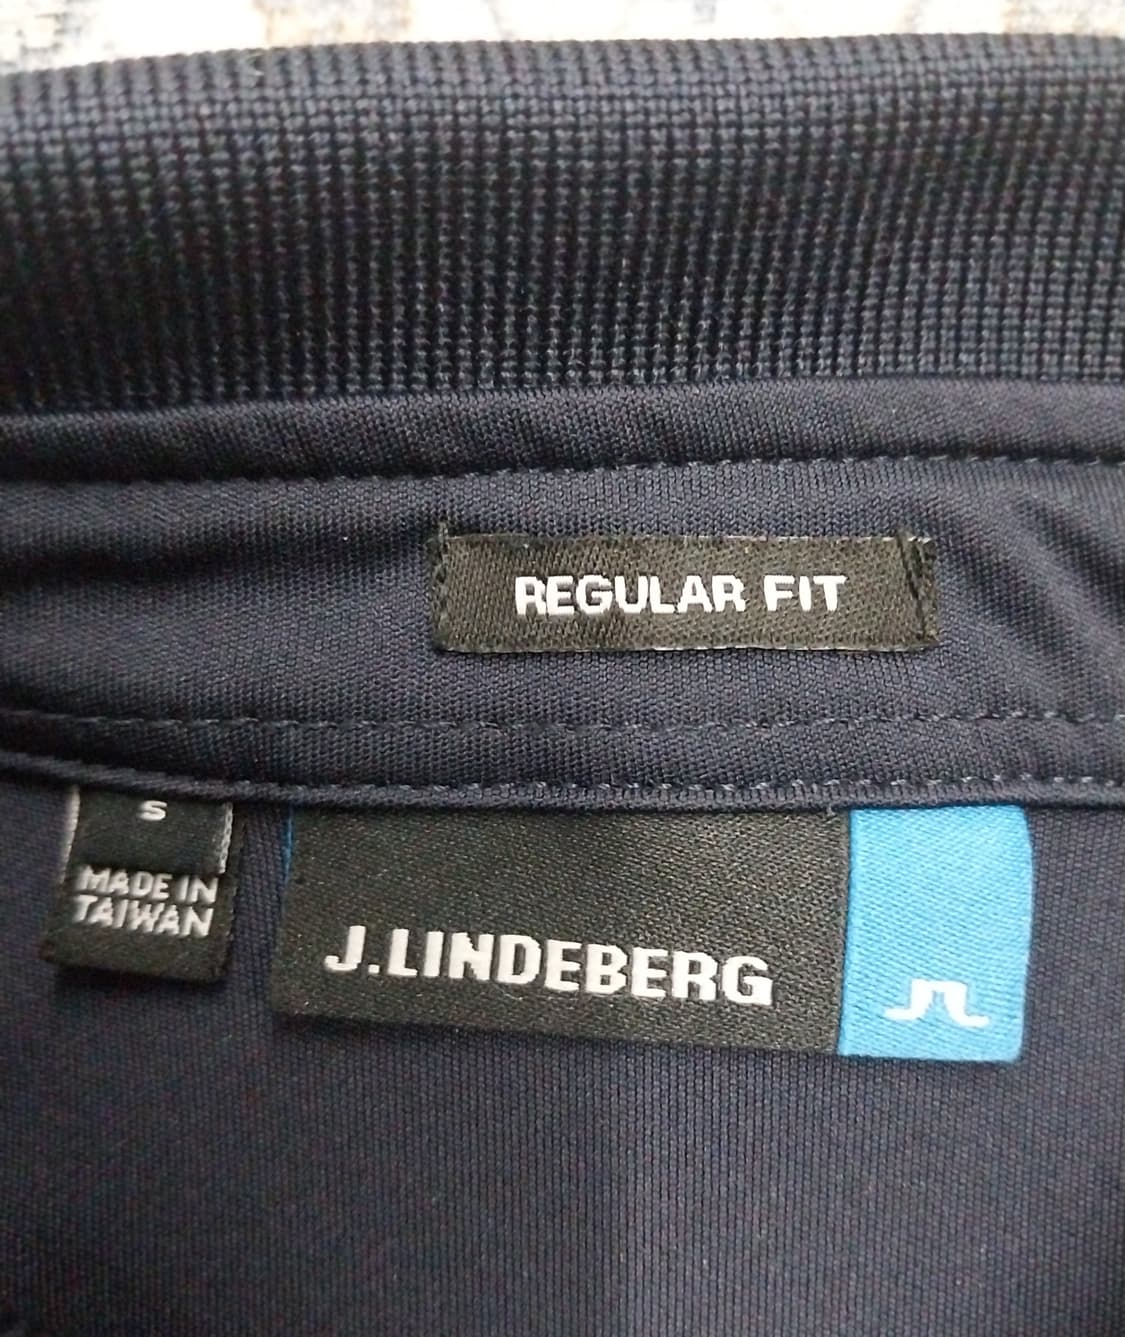 REGULAR FIT
S
MADE IN
TAIWAN
J.LINDEBERG